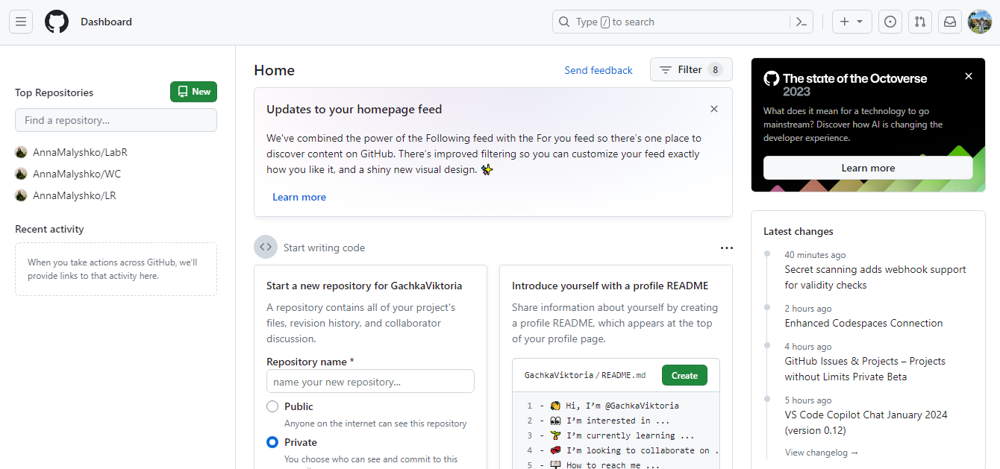 Dashboard
Type / to search
Top Repositories
New
Find a repository...
AnnaMalyshko/LabR
AnnaMalyshko/WC
AnnaMalyshko/LR
Recent activity
When you take actions across GitHub, we'll
provide links to that activity here.
Home
Send feedback
Filter 8
Updates to your homepage feed
We've combined the power of the Following feed with the For you feed so there's one place to
discover content on GitHub. There's improved filtering so you can customize your feed exactly
how you like it, and a shiny new visual design. ✨
Learn more
Start writing code
Start a new repository for GachkaViktoria
A repository contains all of your project's
files, revision history, and collaborator
discussion.
Repository name *
name your new repository...
Public
Anyone on the internet can see this repository
Private
You choose who can see and commit to this
Introduce yourself with a profile README
Share information about yourself by creating
a profile README, which appears at the top
of your profile page.
GachkaViktoria/README.md
Create
1 - 👋 Hi, I'm @GachkaViktoria
2 - 👀 I'm interested in ...
3 - 🌱 I'm currently learning ...
4 - 💞️ I'm looking to collaborate on .
5 - 📫 How to reach me ...
The state of the Octoverse
2023
What does it mean for a technology to go
mainstream? Discover how AI is changing the
developer experience.
Learn more
Latest changes
40 minutes ago
Secret scanning adds webhook support
for validity checks
2 hours ago
Enhanced Codespaces Connection
4 hours ago
GitHub Issues & Projects – Projects
without Limits Private Beta
5 hours ago
VS Code Copilot Chat January 2024
(version 0.12)
View changelog →